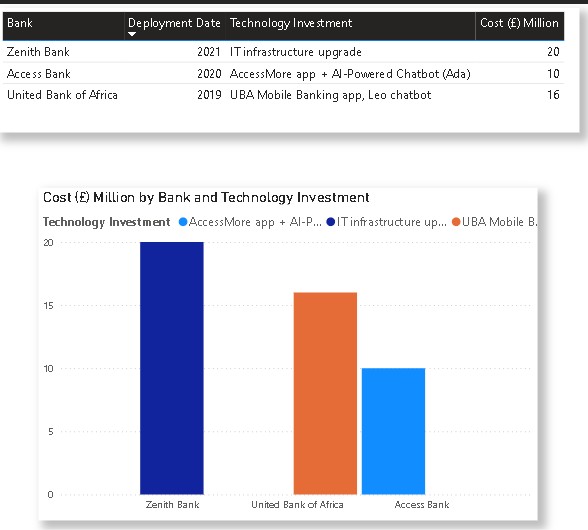 Bank Deployment Date Technology Investment Cost (£) Million
Zenith Bank 2021 IT infrastructure upgrade 20
Access Bank 2020 AccessMore app + AI-Powered Chatbot (Ada) 10
United Bank of Africa 2019 UBA Mobile Banking app, Leo chatbot 16
Cost (£) Million by Bank and Technology Investment
Technology Investment AccessMore app + AI-P... IT infrastructure up... UBA Mobile B.
20
15
10
5
0
Zenith Bank United Bank of Africa Access Bank